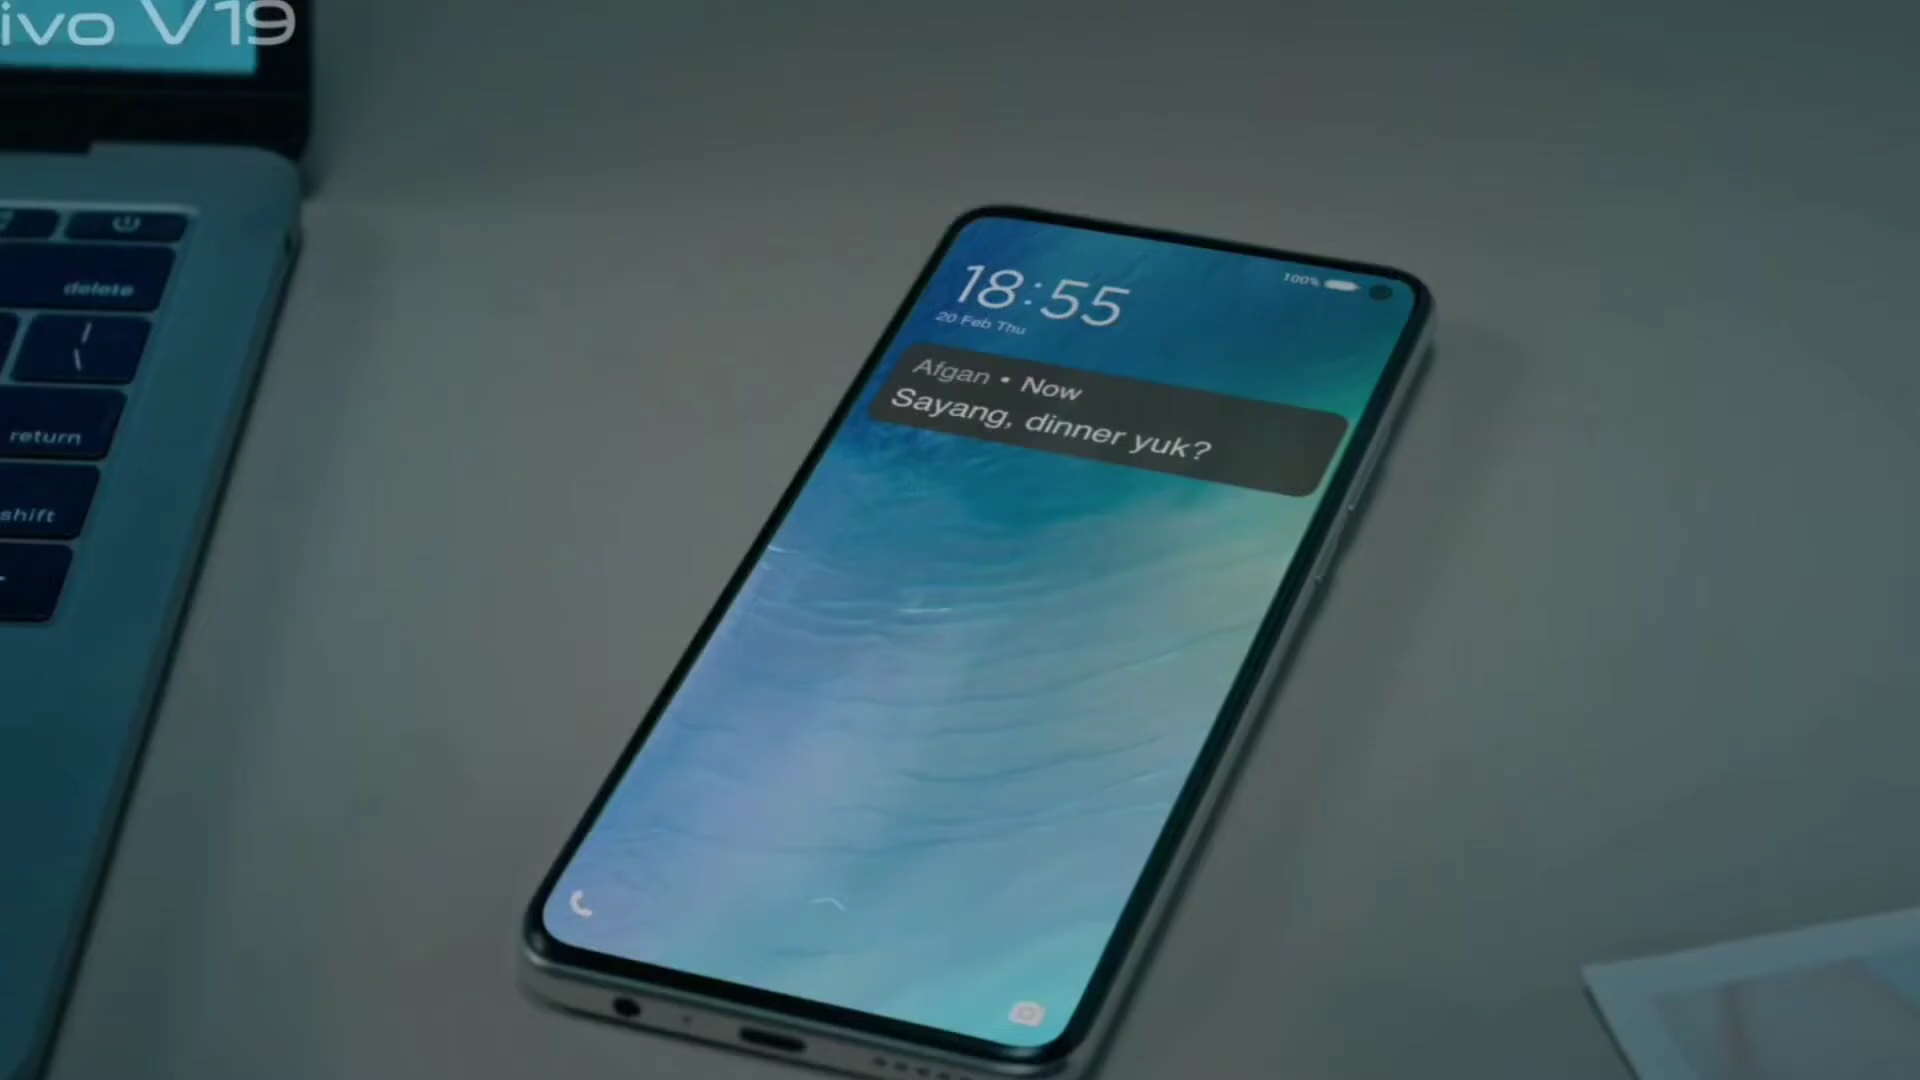 ivo V19
18:55
100%
20 Feb Thu
Afgan • Now
Sayang, dinner yuk?
delete
|
\
return
shift